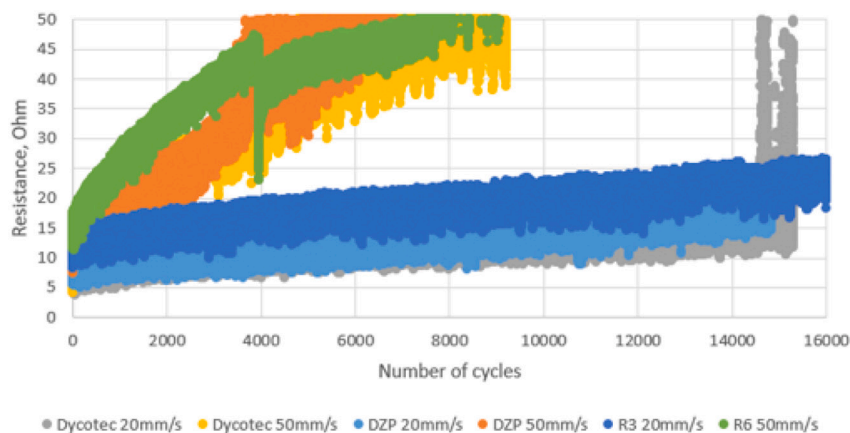 50
45
40
35
30
25
20
15
10
5
0
Resistance, Ohm
0 2000 4000 6000 8000 10000 12000 14000 16000
Number of cycles
Dycotec 20mm/s Dycotec 50mm/s DZP 20mm/s DZP 50mm/s R3 20mm/s R6 50mm/s